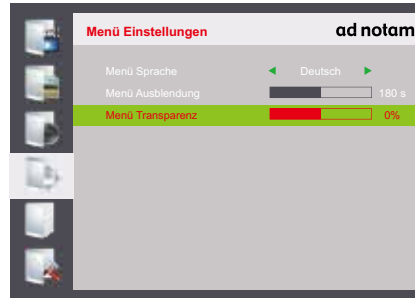 Menü Einstellungen
ad notam
Menü Sprache
Deutsch
Menü Ausblendung
180 s
Menü Transparenz
0%